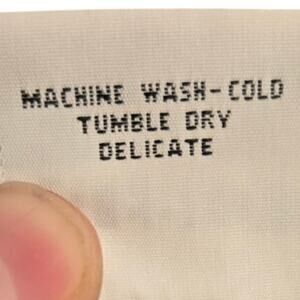 MACHINE WASH-COLD
TUMBLE DRY
DELICATE